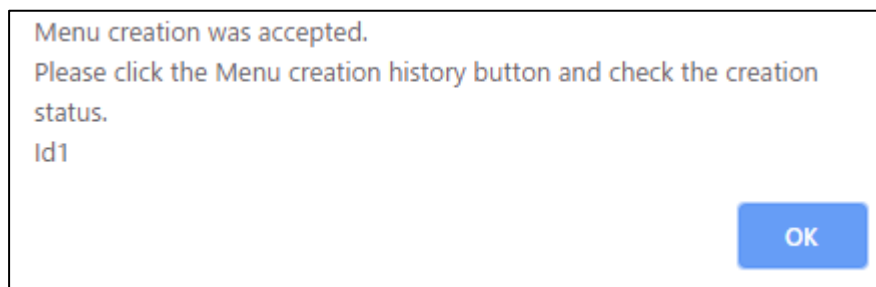 Menu creation was accepted.
Please click the Menu creation history button and check the creation
status.
Id1
OK